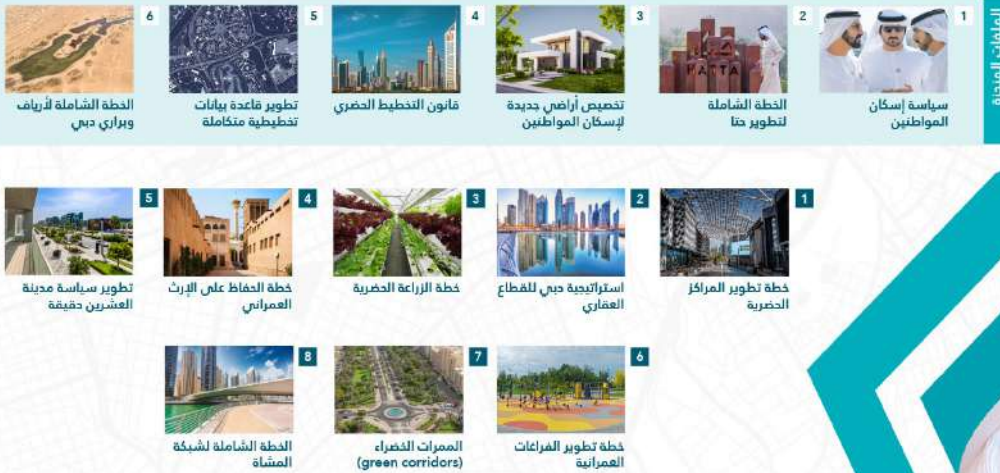 الملفات المنجزة
1
سياسة إسكان
المواطنين
2
الخطة الشاملة
لتطوير حتا
HATTA
3
تخصيص أراضي جديدة
لإسكان المواطنين
4
قانون التخطيط الحضري
5
تطوير قاعدة بيانات
تخطيطية متكاملة
6
الخطة الشاملة لأرياف
وبراري دبي
1
خطة تطوير المراكز
الحضرية
2
استراتيجية دبي للقطاع
العقاري
3
خطة الزراعة الحضرية
4
خطة الحفاظ على الإرث
العمراني
5
تطوير سياسة مدينة
العشرين دقيقة
6
خطة تطوير الفراغات
العمرانية
7
الممرات الخضراء
(green corridors)
8
الخطة الشاملة لشبكة
المشاة